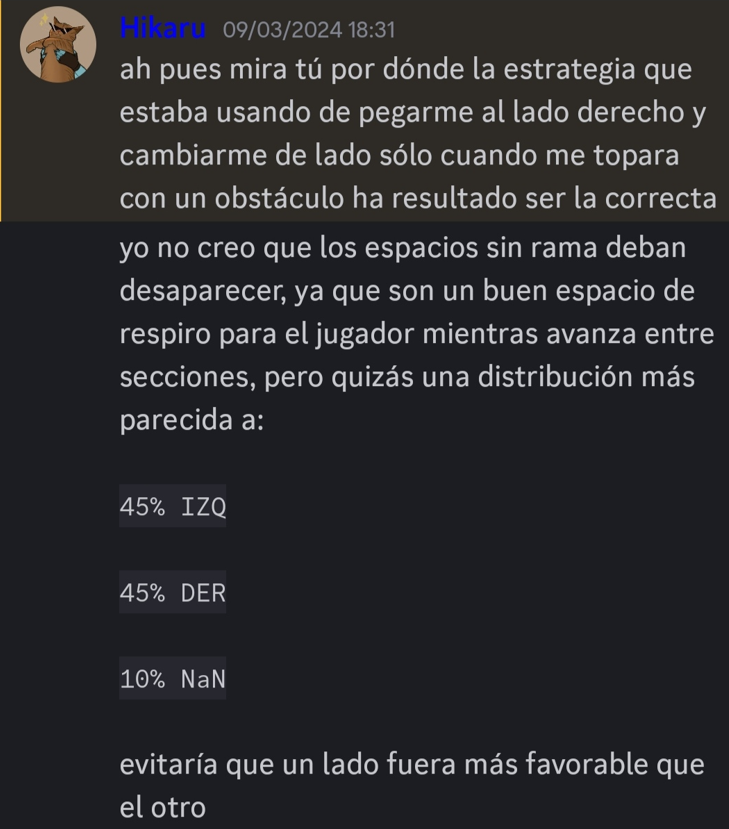 Hikaru 09/03/2024 18:31
ah pues mira tú por dónde la estrategia que
estaba usando de pegarme al lado derecho y
cambiarme de lado sólo cuando me topara
con un obstáculo ha resultado ser la correcta
yo no creo que los espacios sin rama deban
desaparecer, ya que son un buen espacio de
respiro para el jugador mientras avanza entre
secciones, pero quizás una distribución más
parecida a:
45% IZQ
45% DER
10% NaN
evitaría que un lado fuera más favorable que
el otro